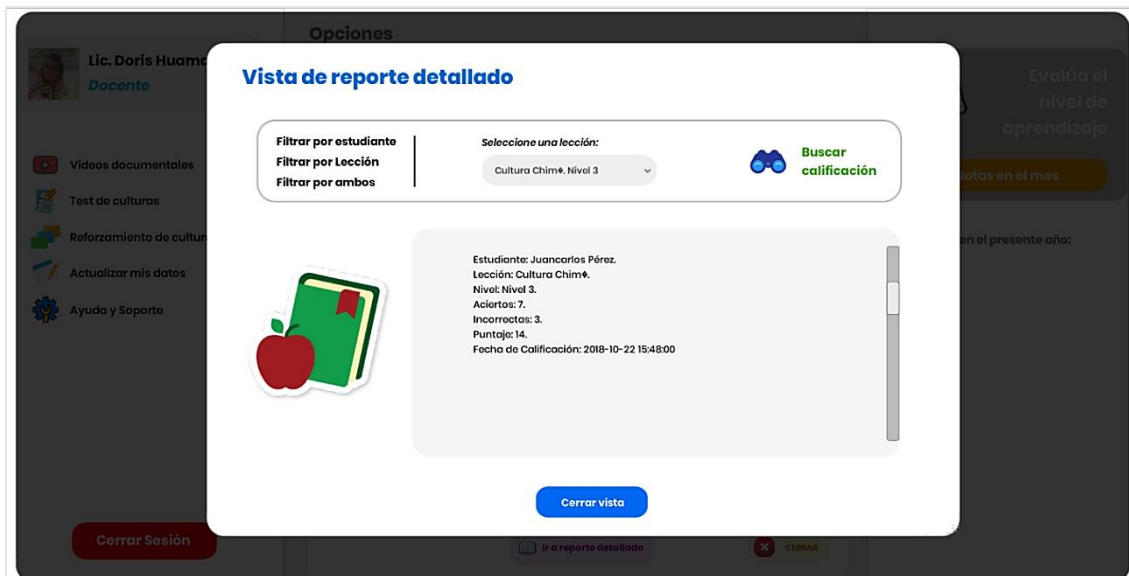 Opciones
Lic. Doris Huama
Docente
Videos documentales
Test de culturas
Reforzamiento de cultur
Actualizar mis datos
Ayuda y Soporte
Cerrar Sesión
Vista de reporte detallado
Filtrar por estudiante
Filtrar por Lección
Filtrar por ambos
Seleccione una lección:
Cultura Chim�. Nivel 3
Buscar
calificación
Estudiante: Juancarlos Pérez.
Lección: Cultura Chim�.
Nivel: Nivel 3.
Aciertos: 7.
Incorrectas: 3.
Puntaje: 14.
Fecha de Calificación: 2018-10-22 15:48:00
Cerrar vista
Ir a reporte detallado
CERRAR
Evalúa el
nivel de
aprendizaje
Notas en el mes
en el presente año: